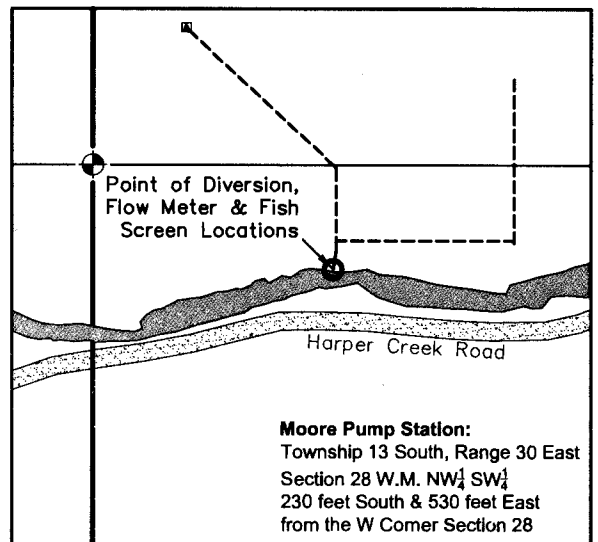 Point of Diversion,
Flow Meter & Fish
Screen Locations
Harper Creek Road
Moore Pump Station:
Township 13 South, Range 30 East
Section 28 W.M. NW¼ SW¼
230 feet South & 530 feet East
from the W Corner Section 28